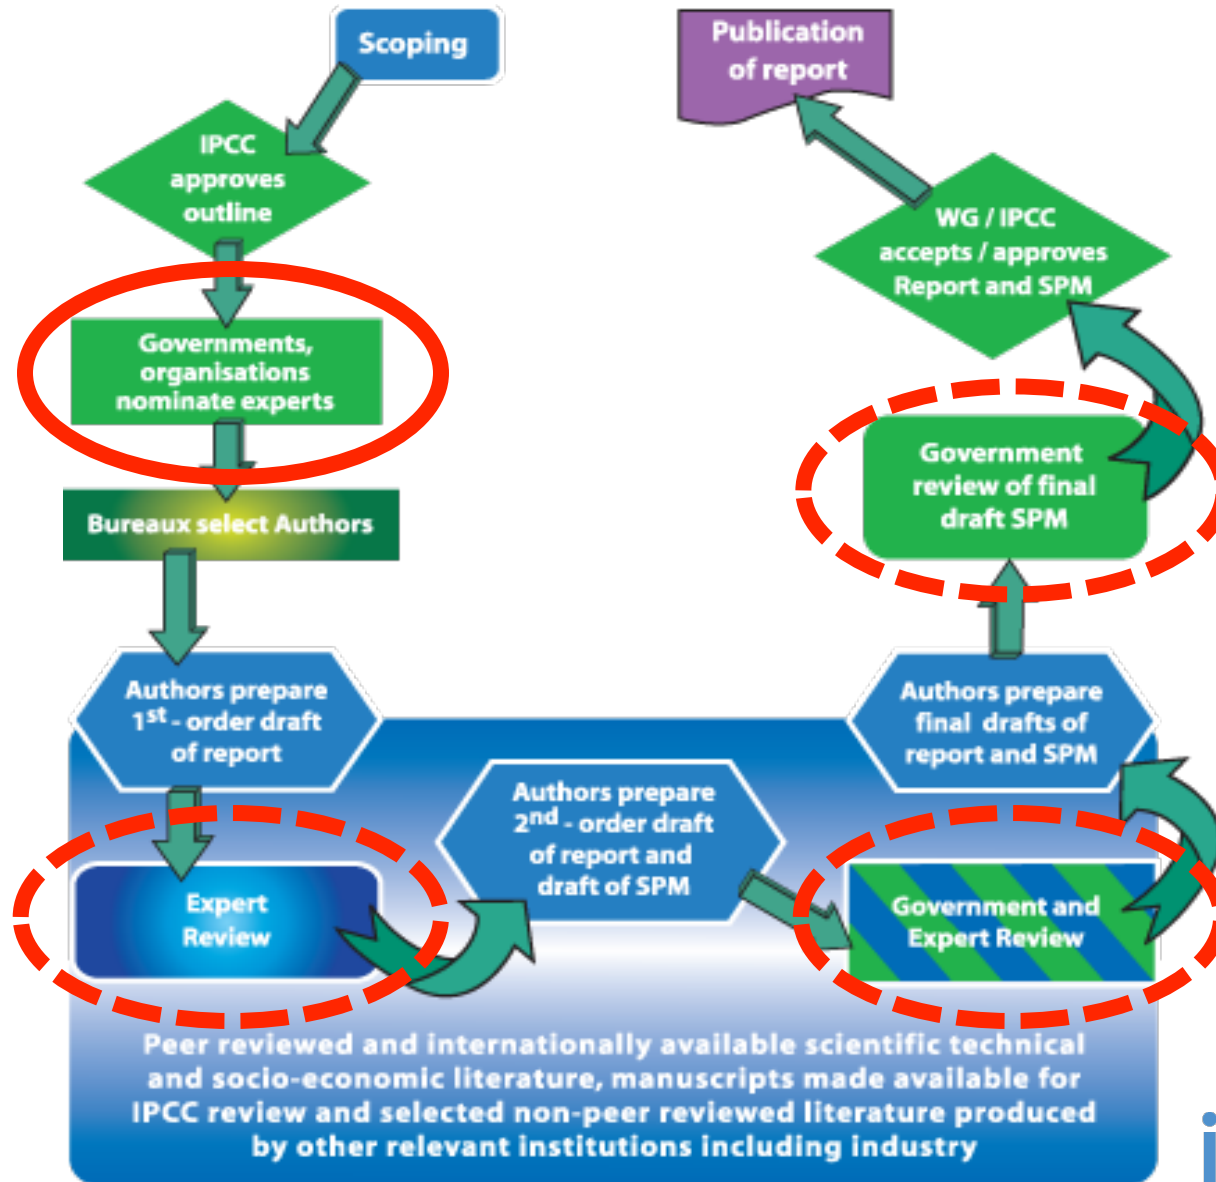 Scoping
IPCC
approves
outline
Governments,
organisations
nominate experts
Bureaux select Authors
Authors prepare
1st - order draft
of report
Expert
Review
Authors prepare
2nd - order draft
of report and
draft of SPM
Government and
Expert Review
Authors prepare
final drafts of
report and SPM
Government
review of final
draft SPM
WG / IPCC
accepts / approves
Report and SPM
Publication
of report
Peer reviewed and internationally available scientific technical
and socio-economic literature, manuscripts made available for
IPCC review and selected non-peer reviewed literature produced
by other relevant institutions including industry
i